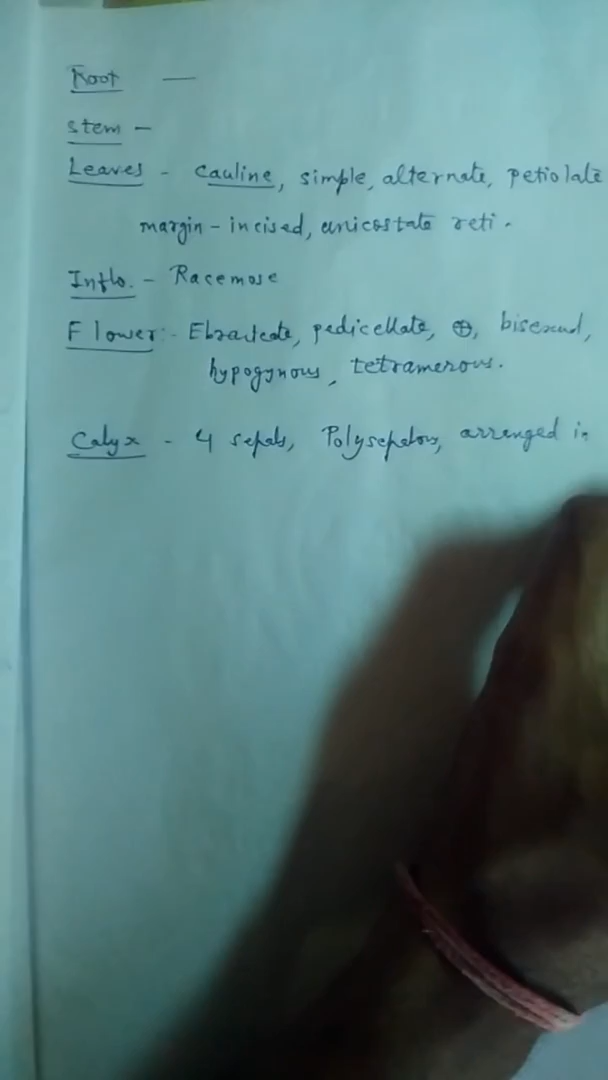 Root —
Stem -
Leaves - cauline, simple, alternate, petiolate
margin - incised, unicostate reti.
Inflo. - Racemose
Flower :- Ebracteate, pedicellate, ⊕, bisexual,
hypogynous, tetramerous.
Calyx - 4 sepals, Polysepalous, arranged in